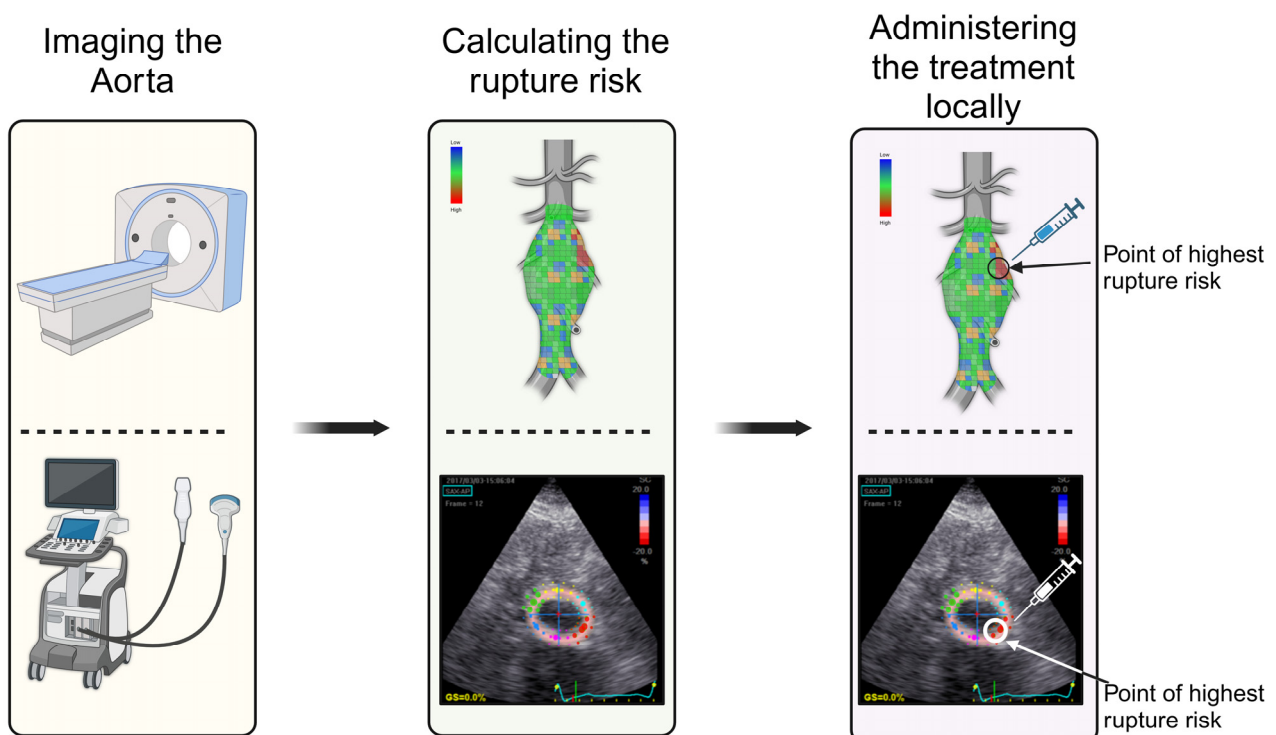 Imaging the
Aorta
Calculating the
rupture risk
Administering
the treatment
locally
Low
High
2017/03/03-15:06:04
SAX-AP
Frame = 12
SC
20.0
-20.0
%
GS=0.0%
Low
High
Point of highest
rupture risk
2017/03/03-15:06:04
SAX-AP
Frame = 12
SC
20.0
-20.0
%
GS=0.0%
Point of highest
rupture risk